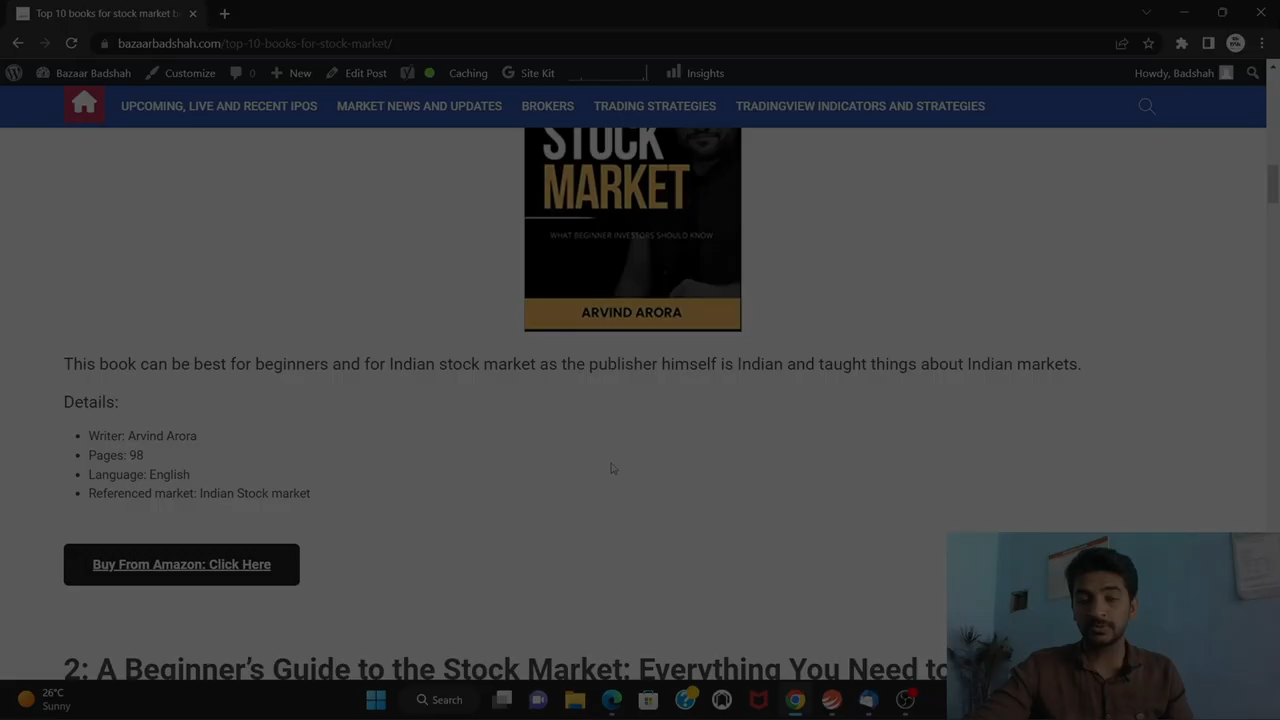 Top 10 books for stock market b
bazaarbadshah.com/top-10-books-for-stock-market/
Bazaar Badshah Customize 0 New Edit Post Caching Site Kit Insights Howdy, Badshah
UPCOMING, LIVE AND RECENT IPOS MARKET NEWS AND UPDATES BROKERS TRADING STRATEGIES TRADINGVIEW INDICATORS AND STRATEGIES
STOCK
MARKET
WHAT BEGINNER INVESTORS SHOULD KNOW
ARVIND ARORA
This book can be best for beginners and for Indian stock market as the publisher himself is Indian and taught things about Indian markets.
Details:
Writer: Arvind Arora
Pages: 98
Language: English
Referenced market: Indian Stock market
Buy From Amazon: Click Here
2: A Beginner's Guide to the Stock Market: Everything You Need to
26°C
Sunny
Search